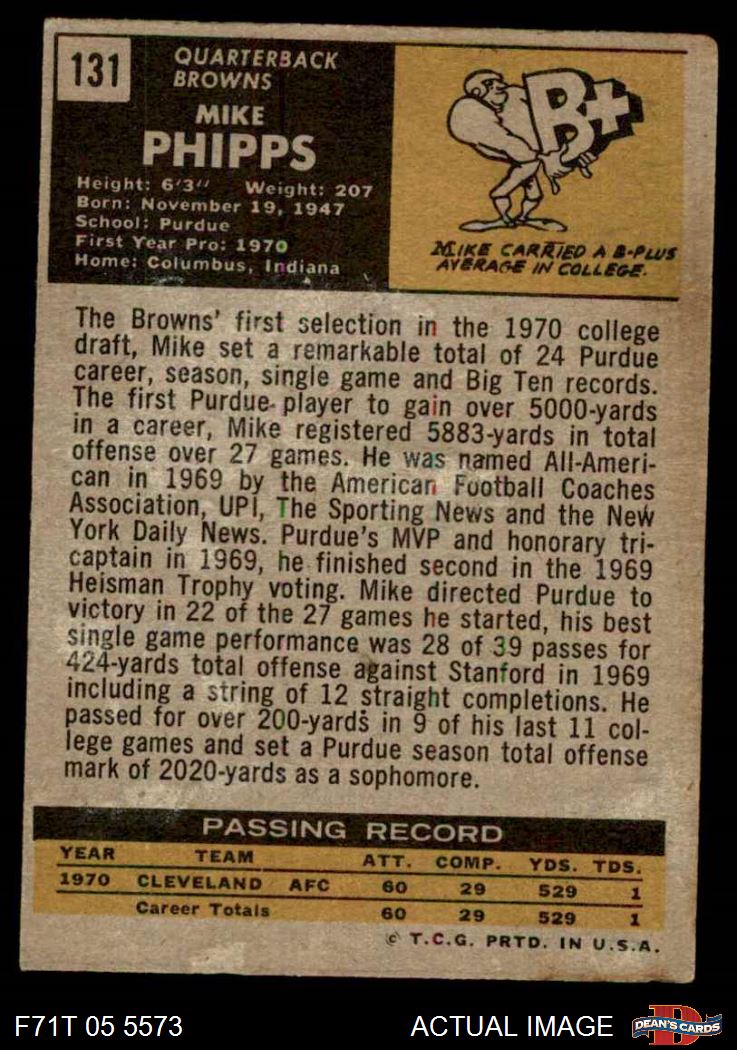 131
QUARTERBACK
BROWNS
MIKE
PHIPPS
Height: 6'3" Weight: 207
Born: November 19, 1947
School: Purdue
First Year Pro: 1970
Home: Columbus, Indiana
B+
MIKE CARRIED A B-PLUS
AVERAGE IN COLLEGE.
The Browns' first selection in the 1970 college
draft, Mike set a remarkable total of 24 Purdue
career, season, single game and Big Ten records.
The first Purdue player to gain over 5000-yards
in a career, Mike registered 5883-yards in total
offense over 27 games. He was named All-Ameri-
can in 1969 by the American Football Coaches
Association, UPI, The Sporting News and the New
York Daily News. Purdue's MVP and honorary tri-
captain in 1969, he finished second in the 1969
Heisman Trophy voting. Mike directed Purdue to
victory in 22 of the 27 games he started, his best
single game performance was 28 of 39 passes for
424-yards total offense against Stanford in 1969
including a string of 12 straight completions. He
passed for over 200-yards in 9 of his last 11 col-
lege games and set a Purdue season total offense
mark of 2020-yards as a sophomore.
PASSING RECORD
YEAR TEAM ATT. COMP. YDS. TDS.
1970 CLEVELAND AFC 60 29 529 1
Career Totals 60 29 529 1
© T.C.G. PRTD. IN U.S.A.
F71T 05 5573 ACTUAL IMAGE DEAN'S CARDS